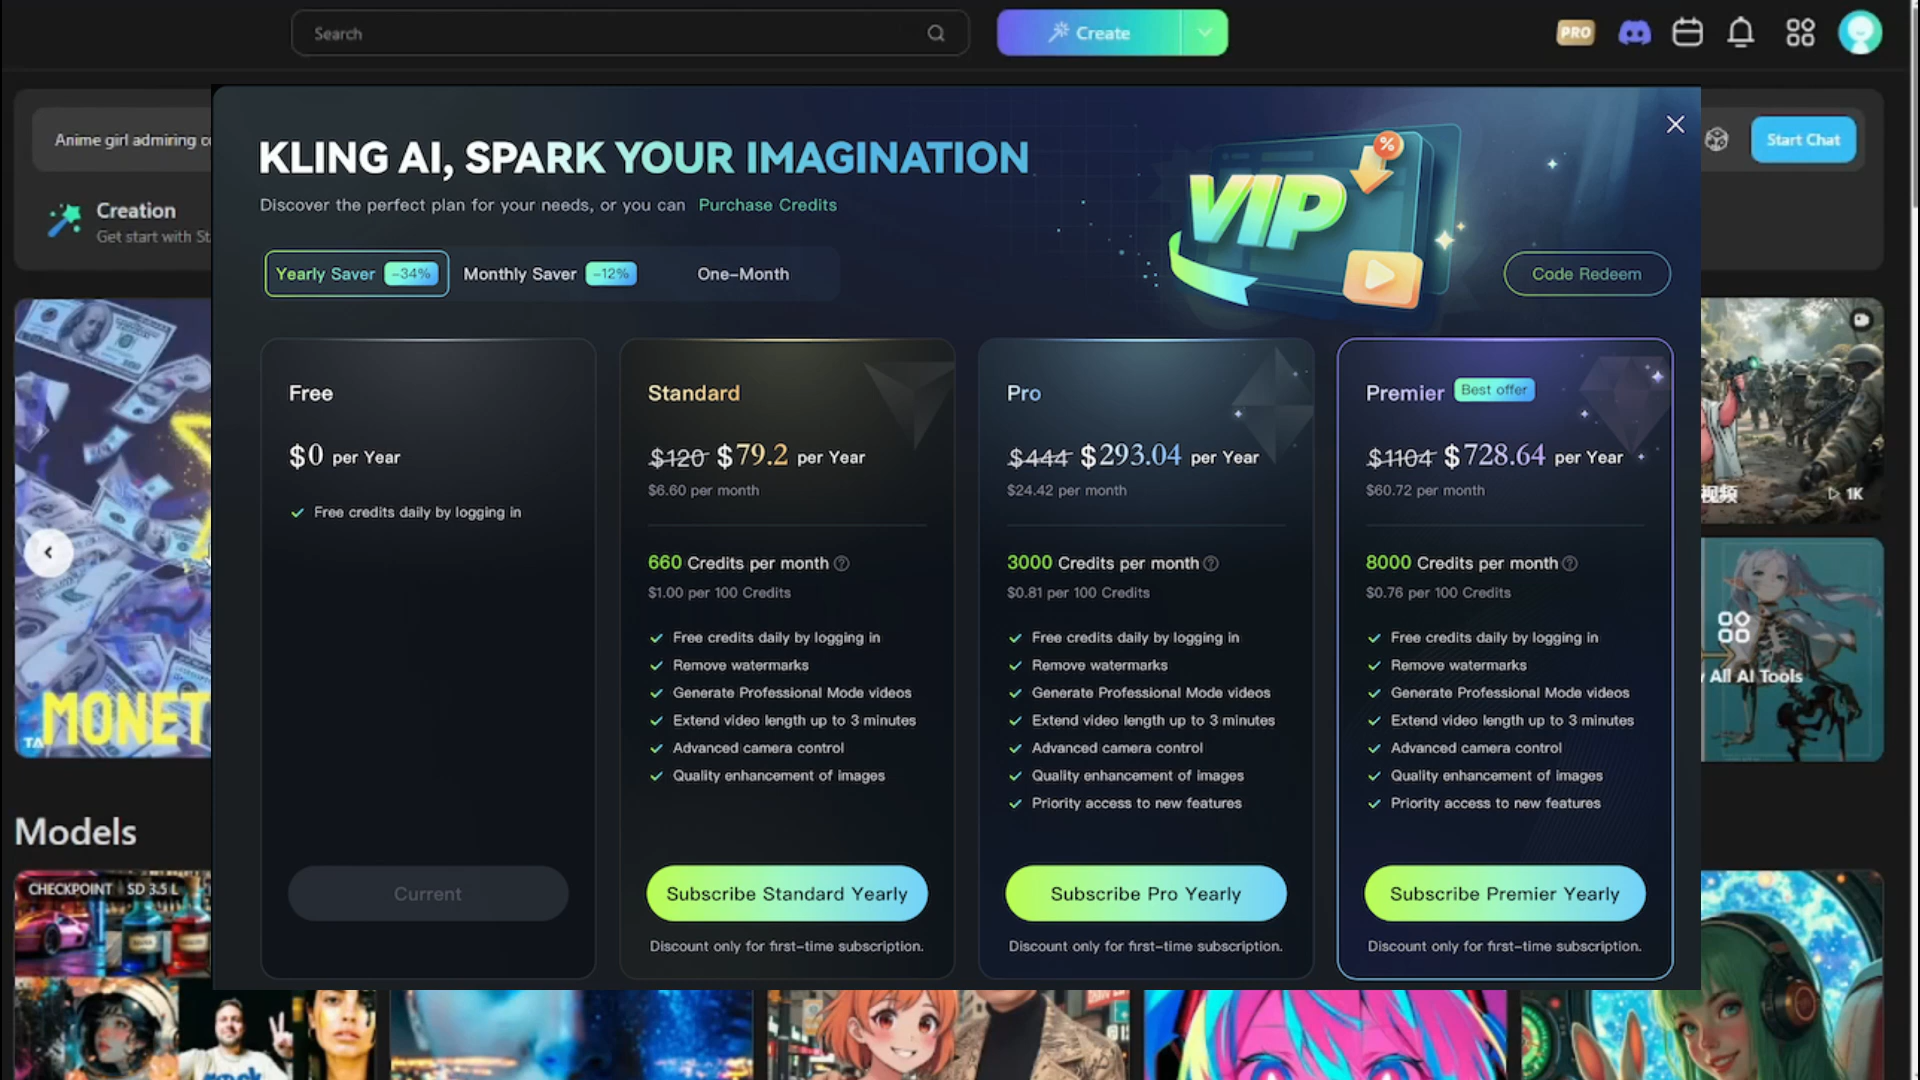 Search
Create
PRO
Anime girl admiring
Start Chat
Creation
Get start with St
KLING AI, SPARK YOUR IMAGINATION
Discover the perfect plan for your needs, or you can Purchase Credits
VIP
%
Yearly Saver -34%
Monthly Saver -12%
One-Month
Code Redeem
Free
$0 per Year
Free credits daily by logging in
Current
Standard
$120 $79.2 per Year
$6.60 per month
660 Credits per month ?
$1.00 per 100 Credits
Free credits daily by logging in
Remove watermarks
Generate Professional Mode videos
Extend video length up to 3 minutes
Advanced camera control
Quality enhancement of images
Subscribe Standard Yearly
Discount only for first-time subscription.
Pro
$444 $293.04 per Year
$24.42 per month
3000 Credits per month ?
$0.81 per 100 Credits
Free credits daily by logging in
Remove watermarks
Generate Professional Mode videos
Extend video length up to 3 minutes
Advanced camera control
Quality enhancement of images
Priority access to new features
Subscribe Pro Yearly
Discount only for first-time subscription.
Premier Best offer
$1104 $728.64 per Year
$60.72 per month
8000 Credits per month ?
$0.76 per 100 Credits
Free credits daily by logging in
Remove watermarks
Generate Professional Mode videos
Extend video length up to 3 minutes
Advanced camera control
Quality enhancement of images
Priority access to new features
Subscribe Premier Yearly
Discount only for first-time subscription.
视频
1K
All AI Tools
MONET
TA
Models
CHECKPOINT SD 3.5 L